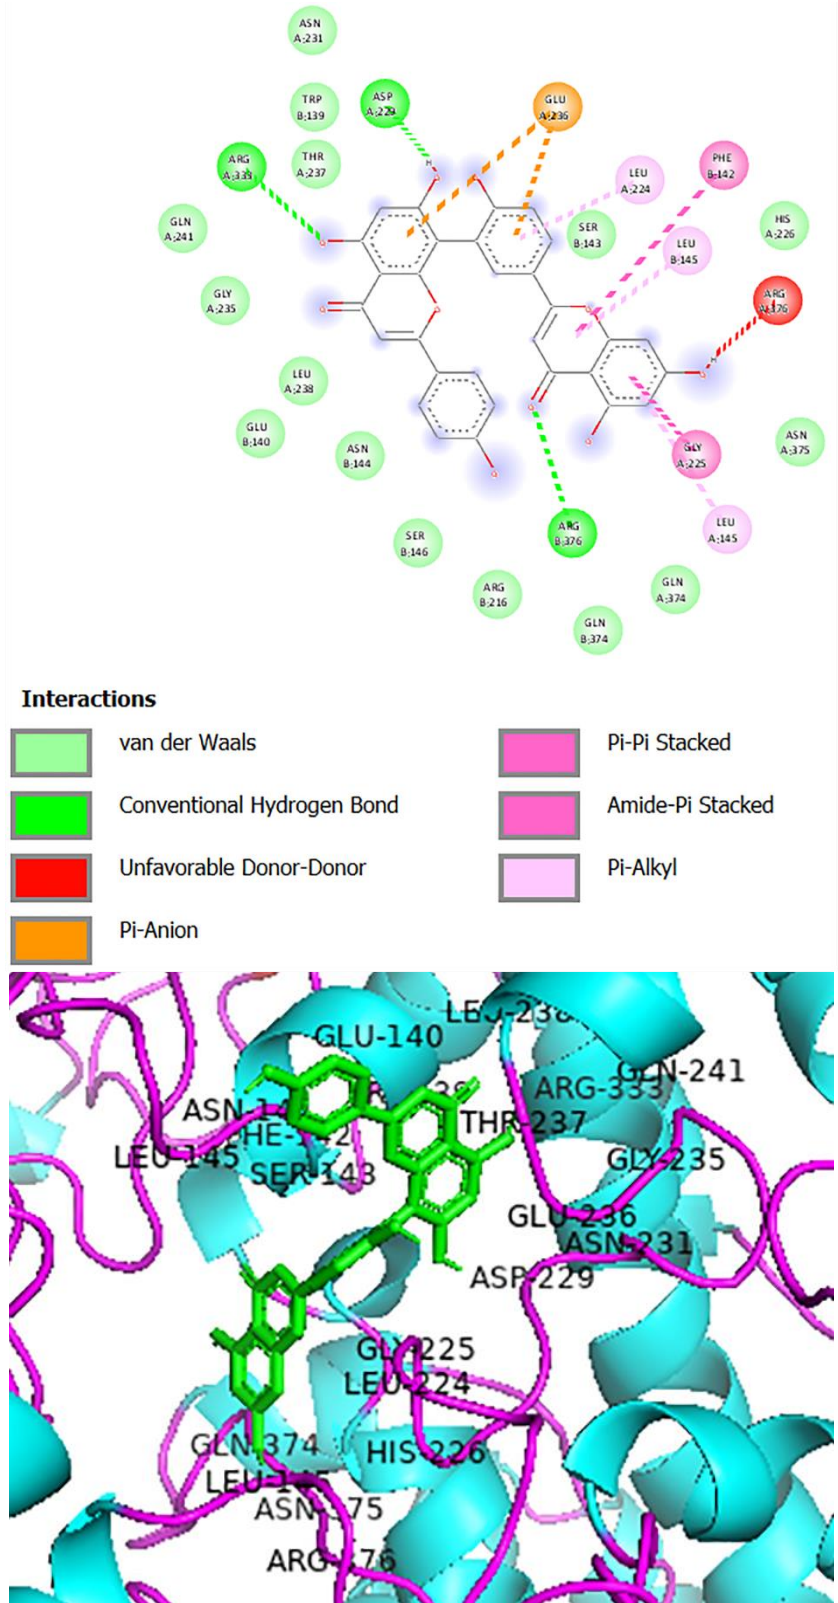 ASN
A:231
TRP
B:139
ASP
A:229
GLU
A:236
THR
A:237
ARG
A:333
LEU
A:224
PHE
B:142
GLN
A:241
SER
B:143
HIS
A:226
LEU
B:145
GLY
A:235
ARG
A:376
LEU
A:238
GLU
B:140
ASN
B:144
ASN
A:375
GLY
A:225
ARG
B:376
LEU
A:145
SER
B:146
ARG
B:216
GLN
A:374
GLN
B:374
H
H
O
O
O
O
O
O
O
O
O
O
Interactions
van der Waals
Pi-Pi Stacked
Conventional Hydrogen Bond
Amide-Pi Stacked
Unfavorable Donor-Donor
Pi-Alkyl
Pi-Anion
LEU-238
GLU-140
GLN-241
ARG-333
THR-237
LEU-145
SER-143
GLY-235
GLU-236
ASN-231
ASP-229
GLY-225
LEU-224
GLN-374
HIS-226
ASN-375